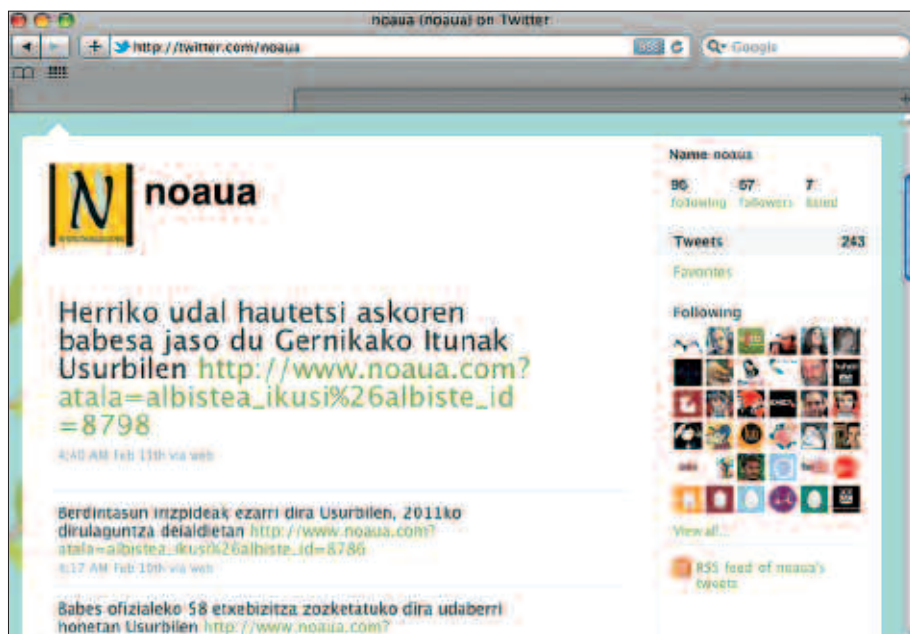 noaua (noaua) on Twitter
http://twitter.com/noaua
RSS
Google
noaua
Herriko udal hautetsi askoren
babesa jaso du Gernikako Itunak
Usurbilen http://www.noaua.com?
atala=albistea_ikusi%26albiste_id
=8798
4:40 AM Feb 11th via web
Berdintasun irizpideak ezarri dira Usurbilen, 2011ko
dirulaguntza deialdietan http://www.noaua.com?
atala=albistea_ikusi%26albiste_id=8786
4:17 AM Feb 10th via web
Babes ofizialeko 58 etxebizitza zozketatuko dira udaberri
honetan Usurbilen http://www.noaua.com?
Name noaua
96 67 7
following followers listed
Tweets 243
Favorites
Following
View all...
RSS feed of noaua's
tweets